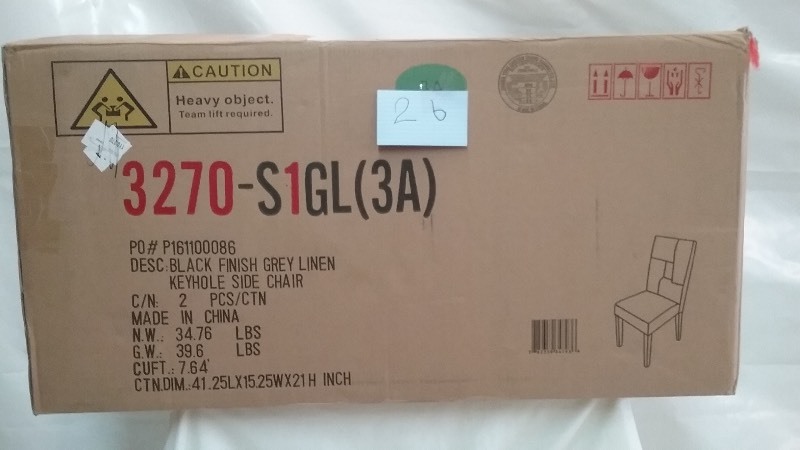 CAUTION
Heavy object.
Team lift required.
26
3270-S1GL(3A)
PO# P161100086
DESC: BLACK FINISH GREY LINEN
KEYHOLE SIDE CHAIR
C/N: 2 PCS/CTN
MADE IN CHINA
N.W.: 34.76 LBS
G.W.: 39.6 LBS
CUFT.: 7.64'
CTN.DIM.: 41.25LX15.25WX21H INCH